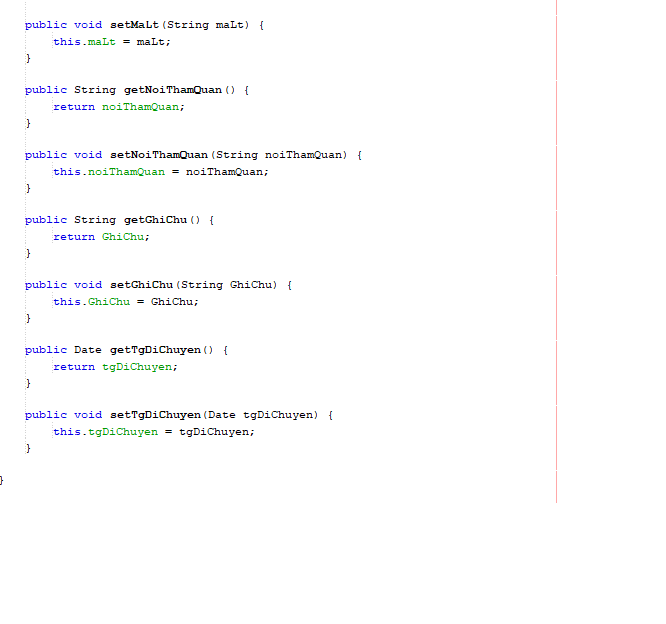 public void setMaLt(String maLt) {
this.maLt = maLt;
}
public String getNoiThamQuan() {
return noiThamQuan;
}
public void setNoiThamQuan(String noiThamQuan) {
this.noiThamQuan = noiThamQuan;
}
public String getGhiChu() {
return GhiChu;
}
public void setGhiChu(String GhiChu) {
this.GhiChu = GhiChu;
}
public Date getTgDiChuyen() {
return tgDiChuyen;
}
public void setTgDiChuyen(Date tgDiChuyen) {
this.tgDiChuyen = tgDiChuyen;
}
}